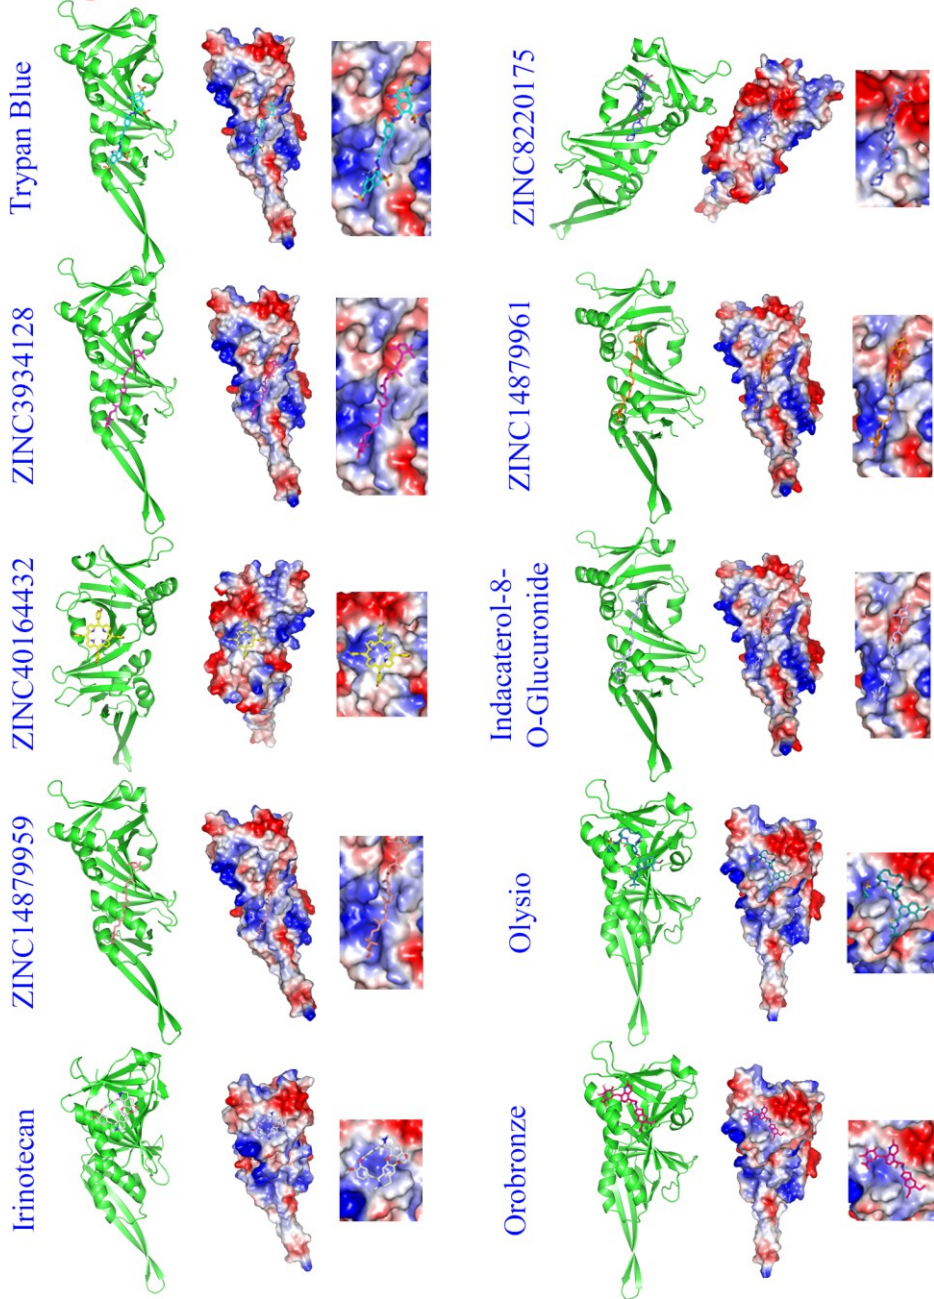 Irinotecan
ZINC14879959
ZINC40164432
ZINC3934128
Trypan Blue
Orobronze
Olysio
Indacaterol-8-
O-Glucuronide
ZINC14879961
ZINC8220175